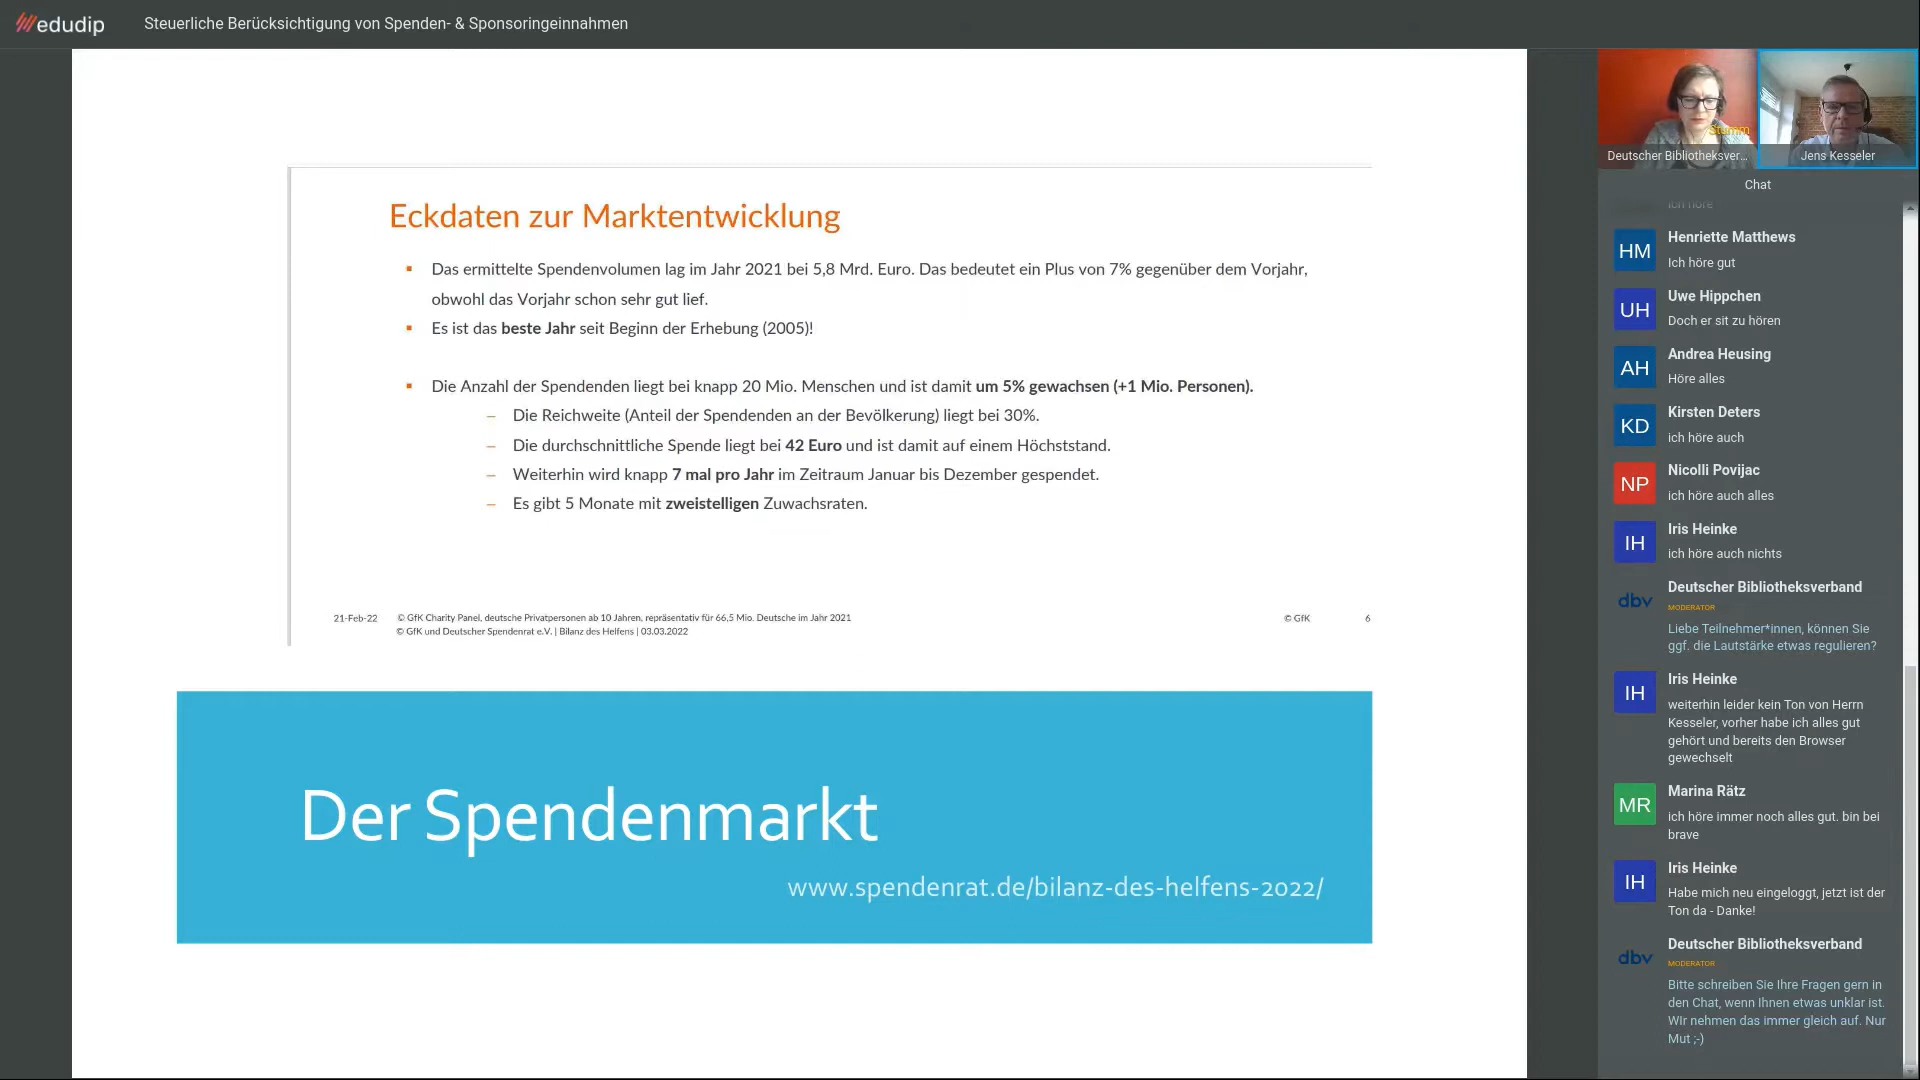 edudip
Steuerliche Berücksichtigung von Spenden- & Sponsoringeinnahmen
Eckdaten zur Marktentwicklung
Das ermittelte Spendenvolumen lag im Jahr 2021 bei 5,8 Mrd. Euro. Das bedeutet ein Plus von 7% gegenüber dem Vorjahr,
obwohl das Vorjahr schon sehr gut lief.
Es ist das beste Jahr seit Beginn der Erhebung (2005)!
Die Anzahl der Spendenden liegt bei knapp 20 Mio. Menschen und ist damit um 5% gewachsen (+1 Mio. Personen).
– Die Reichweite (Anteil der Spendenden an der Bevölkerung) liegt bei 30%.
– Die durchschnittliche Spende liegt bei 42 Euro und ist damit auf einem Höchststand.
– Weiterhin wird knapp 7 mal pro Jahr im Zeitraum Januar bis Dezember gespendet.
– Es gibt 5 Monate mit zweistelligen Zuwachsraten.
21-Feb-22 © GfK Charity Panel, deutsche Privatpersonen ab 10 Jahren, repräsentativ für 66,5 Mio. Deutsche im Jahr 2021
© GfK und Deutscher Spendenrat e.V. | Bilanz des Helfens | 03.03.2022
© GfK 6
Der Spendenmarkt
www.spendenrat.de/bilanz-des-helfens-2022/
Stumm
Deutscher Bibliotheksver...
Jens Kesseler
Chat
ich höre
HM
Henriette Matthews
Ich höre gut
UH
Uwe Hippchen
Doch er sit zu hören
AH
Andrea Heusing
Höre alles
KD
Kirsten Deters
ich höre auch
NP
Nicolli Povijac
ich höre auch alles
IH
Iris Heinke
ich höre auch nichts
dbv
Deutscher Bibliotheksverband
MODERATOR
Liebe Teilnehmer*innen, können Sie
ggf. die Lautstärke etwas regulieren?
IH
Iris Heinke
weiterhin leider kein Ton von Herrn
Kesseler, vorher habe ich alles gut
gehört und bereits den Browser
gewechselt
MR
Marina Rätz
ich höre immer noch alles gut. bin bei
brave
IH
Iris Heinke
Habe mich neu eingeloggt, jetzt ist der
Ton da - Danke!
dbv
Deutscher Bibliotheksverband
MODERATOR
Bitte schreiben Sie Ihre Fragen gern in
den Chat, wenn Ihnen etwas unklar ist.
WIr nehmen das immer gleich auf. Nur
Mut ;-)